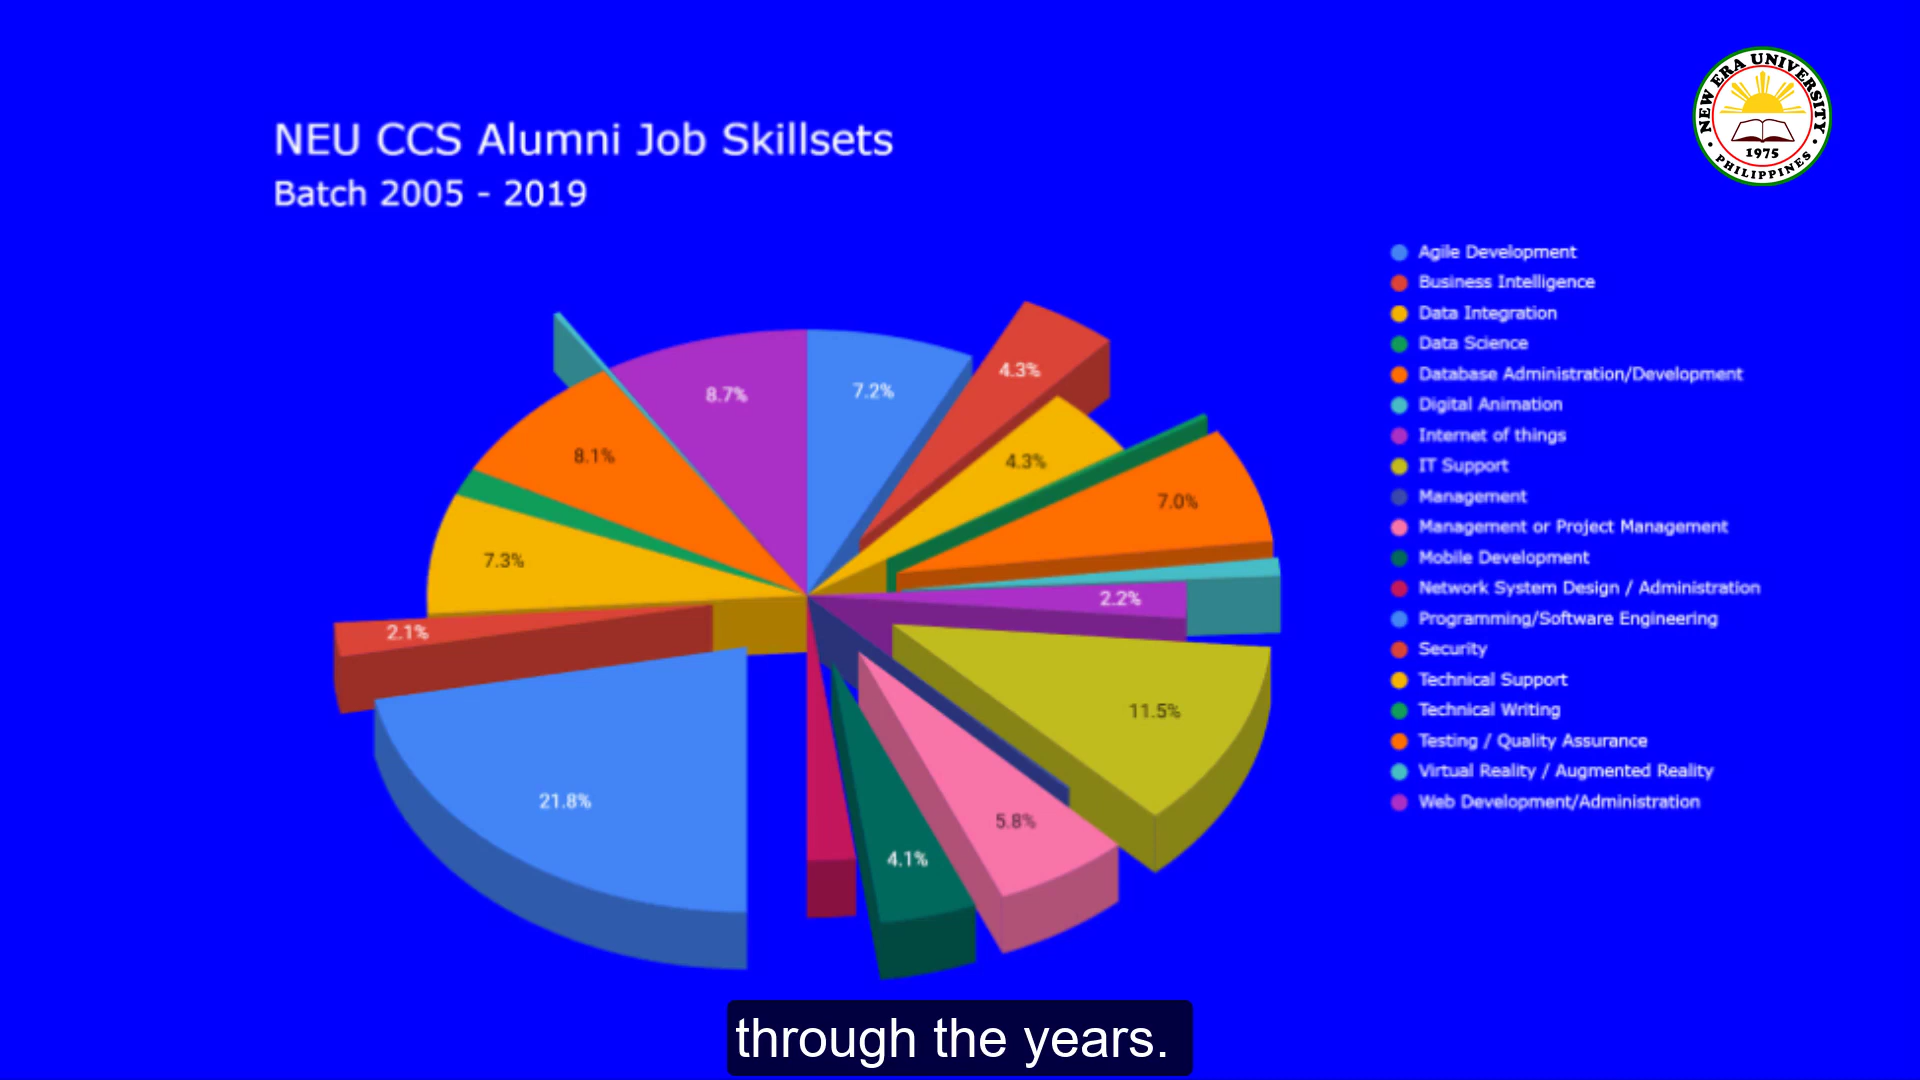 NEW ERA UNIVERSITY
1975
PHILIPPINES
NEU CCS Alumni Job Skillsets
Batch 2005 - 2019
8.7%
7.2%
4.3%
4.3%
8.1%
7.0%
7.3%
2.2%
2.1%
11.5%
21.8%
5.8%
4.1%
Agile Development
Business Intelligence
Data Integration
Data Science
Database Administration/Development
Digital Animation
Internet of things
IT Support
Management
Management or Project Management
Mobile Development
Network System Design / Administration
Programming/Software Engineering
Security
Technical Support
Technical Writing
Testing / Quality Assurance
Virtual Reality / Augmented Reality
Web Development/Administration
through the years.